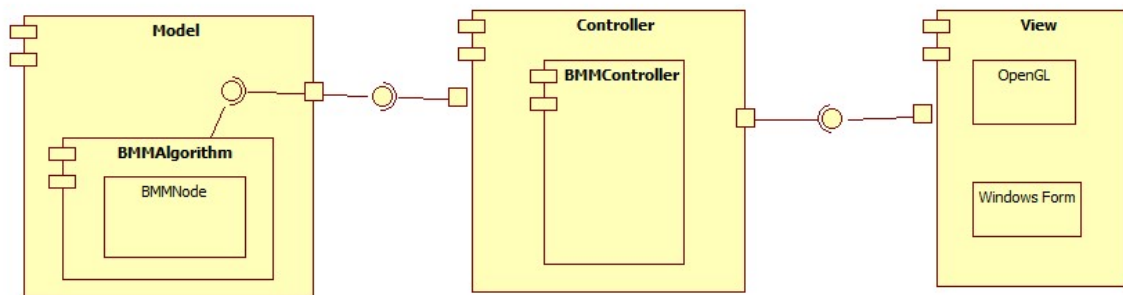 Model
BMMAlgorithm
BMMNode
Controller
BMMController
View
OpenGL
Windows Form